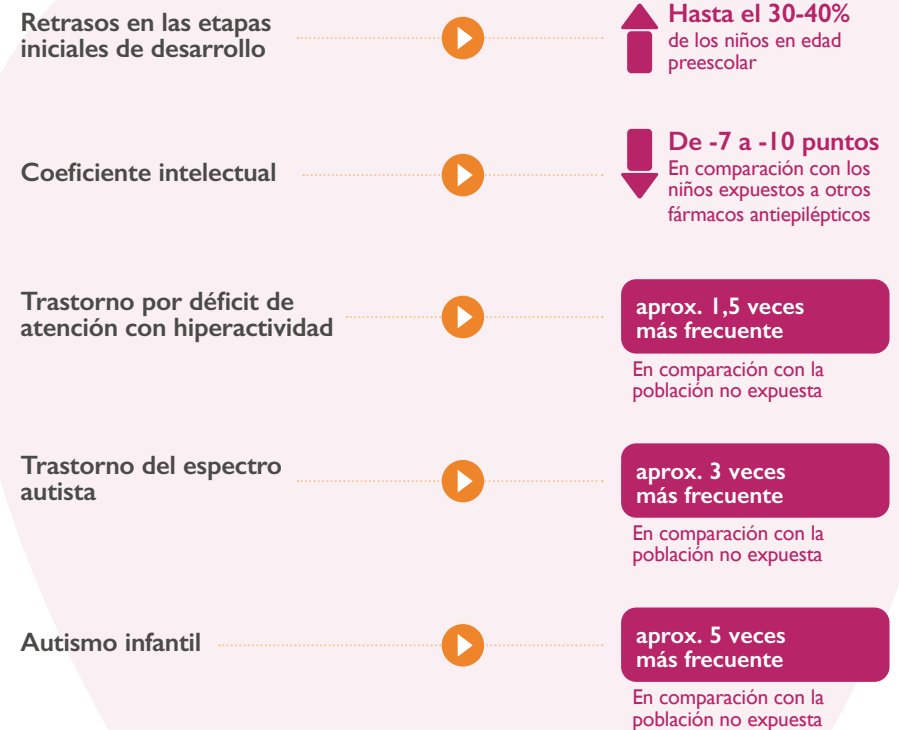 Retrasos en las etapas
iniciales de desarrollo
Hasta el 30-40%
de los niños en edad
preescolar
Coeficiente intelectual
De -7 a -10 puntos
En comparación con los
niños expuestos a otros
fármacos antiepilépticos
Trastorno por déficit de
atención con hiperactividad
aprox. 1,5 veces
más frecuente
En comparación con la
población no expuesta
Trastorno del espectro
autista
aprox. 3 veces
más frecuente
En comparación con la
población no expuesta
Autismo infantil
aprox. 5 veces
más frecuente
En comparación con la
población no expuesta